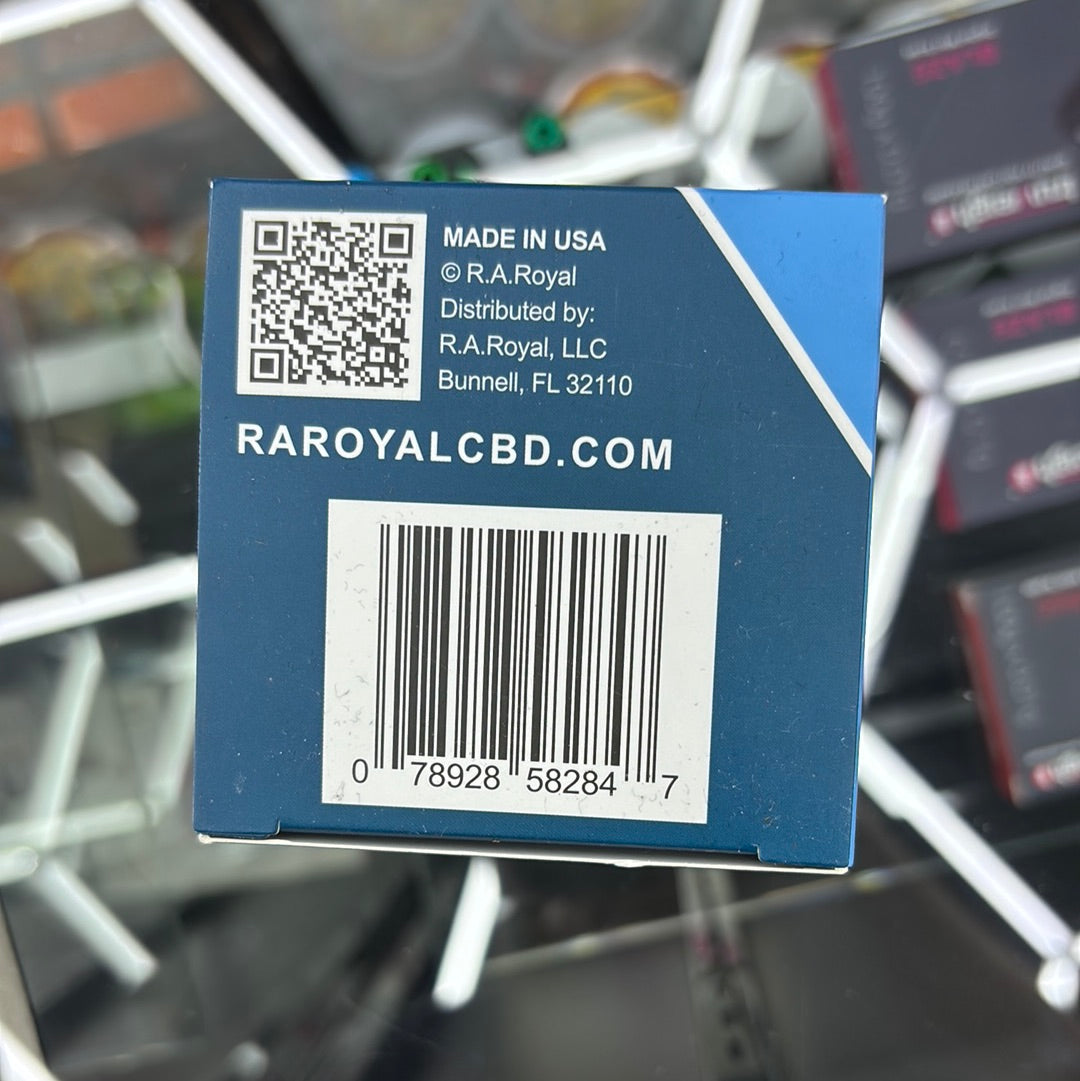 MADE IN USA
© R.A.Royal
Distributed by:
R.A.Royal, LLC
Bunnell, FL 32110
RAROYALCBD.COM
0 78928 58284 7